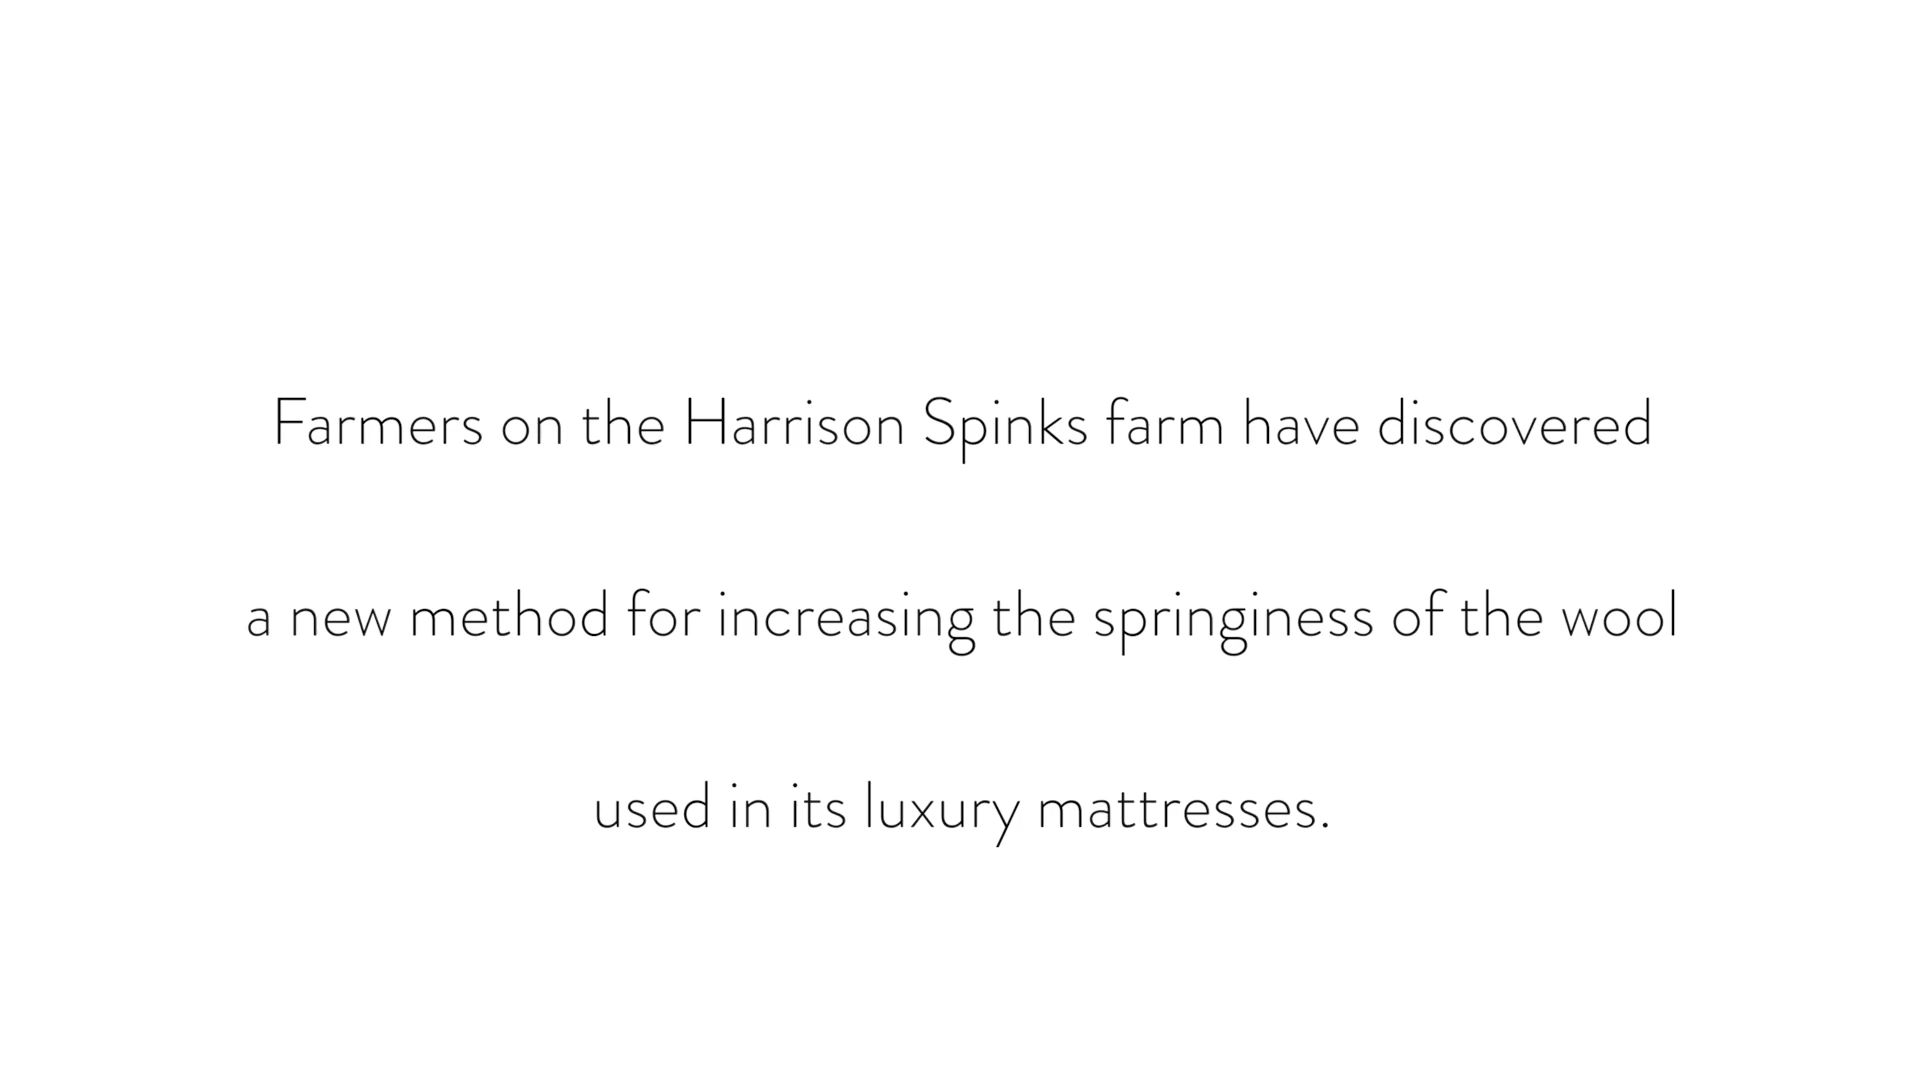 Farmers on the Harrison Spinks farm have discovered
a new method for increasing the springiness of the wool
used in its luxury mattresses.